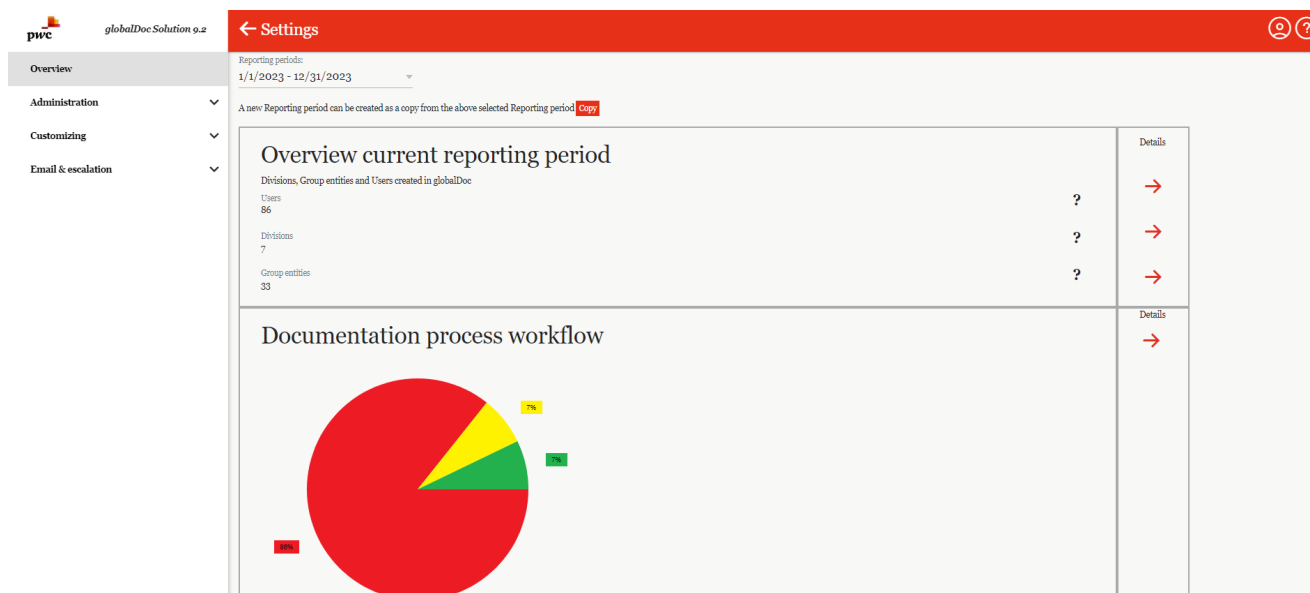 pwc
globalDoc Solution 9.2
Settings
Overview
Administration
Customizing
Email & escalation
Reporting periods:
1/1/2023 - 12/31/2023
A new Reporting period can be created as a copy from the above selected Reporting period Copy
Overview current reporting period
Details
Divisions, Group entities and Users created in globalDoc
Users
86
?
Divisions
7
?
Group entities
33
?
Documentation process workflow
Details
7%
7%
86%